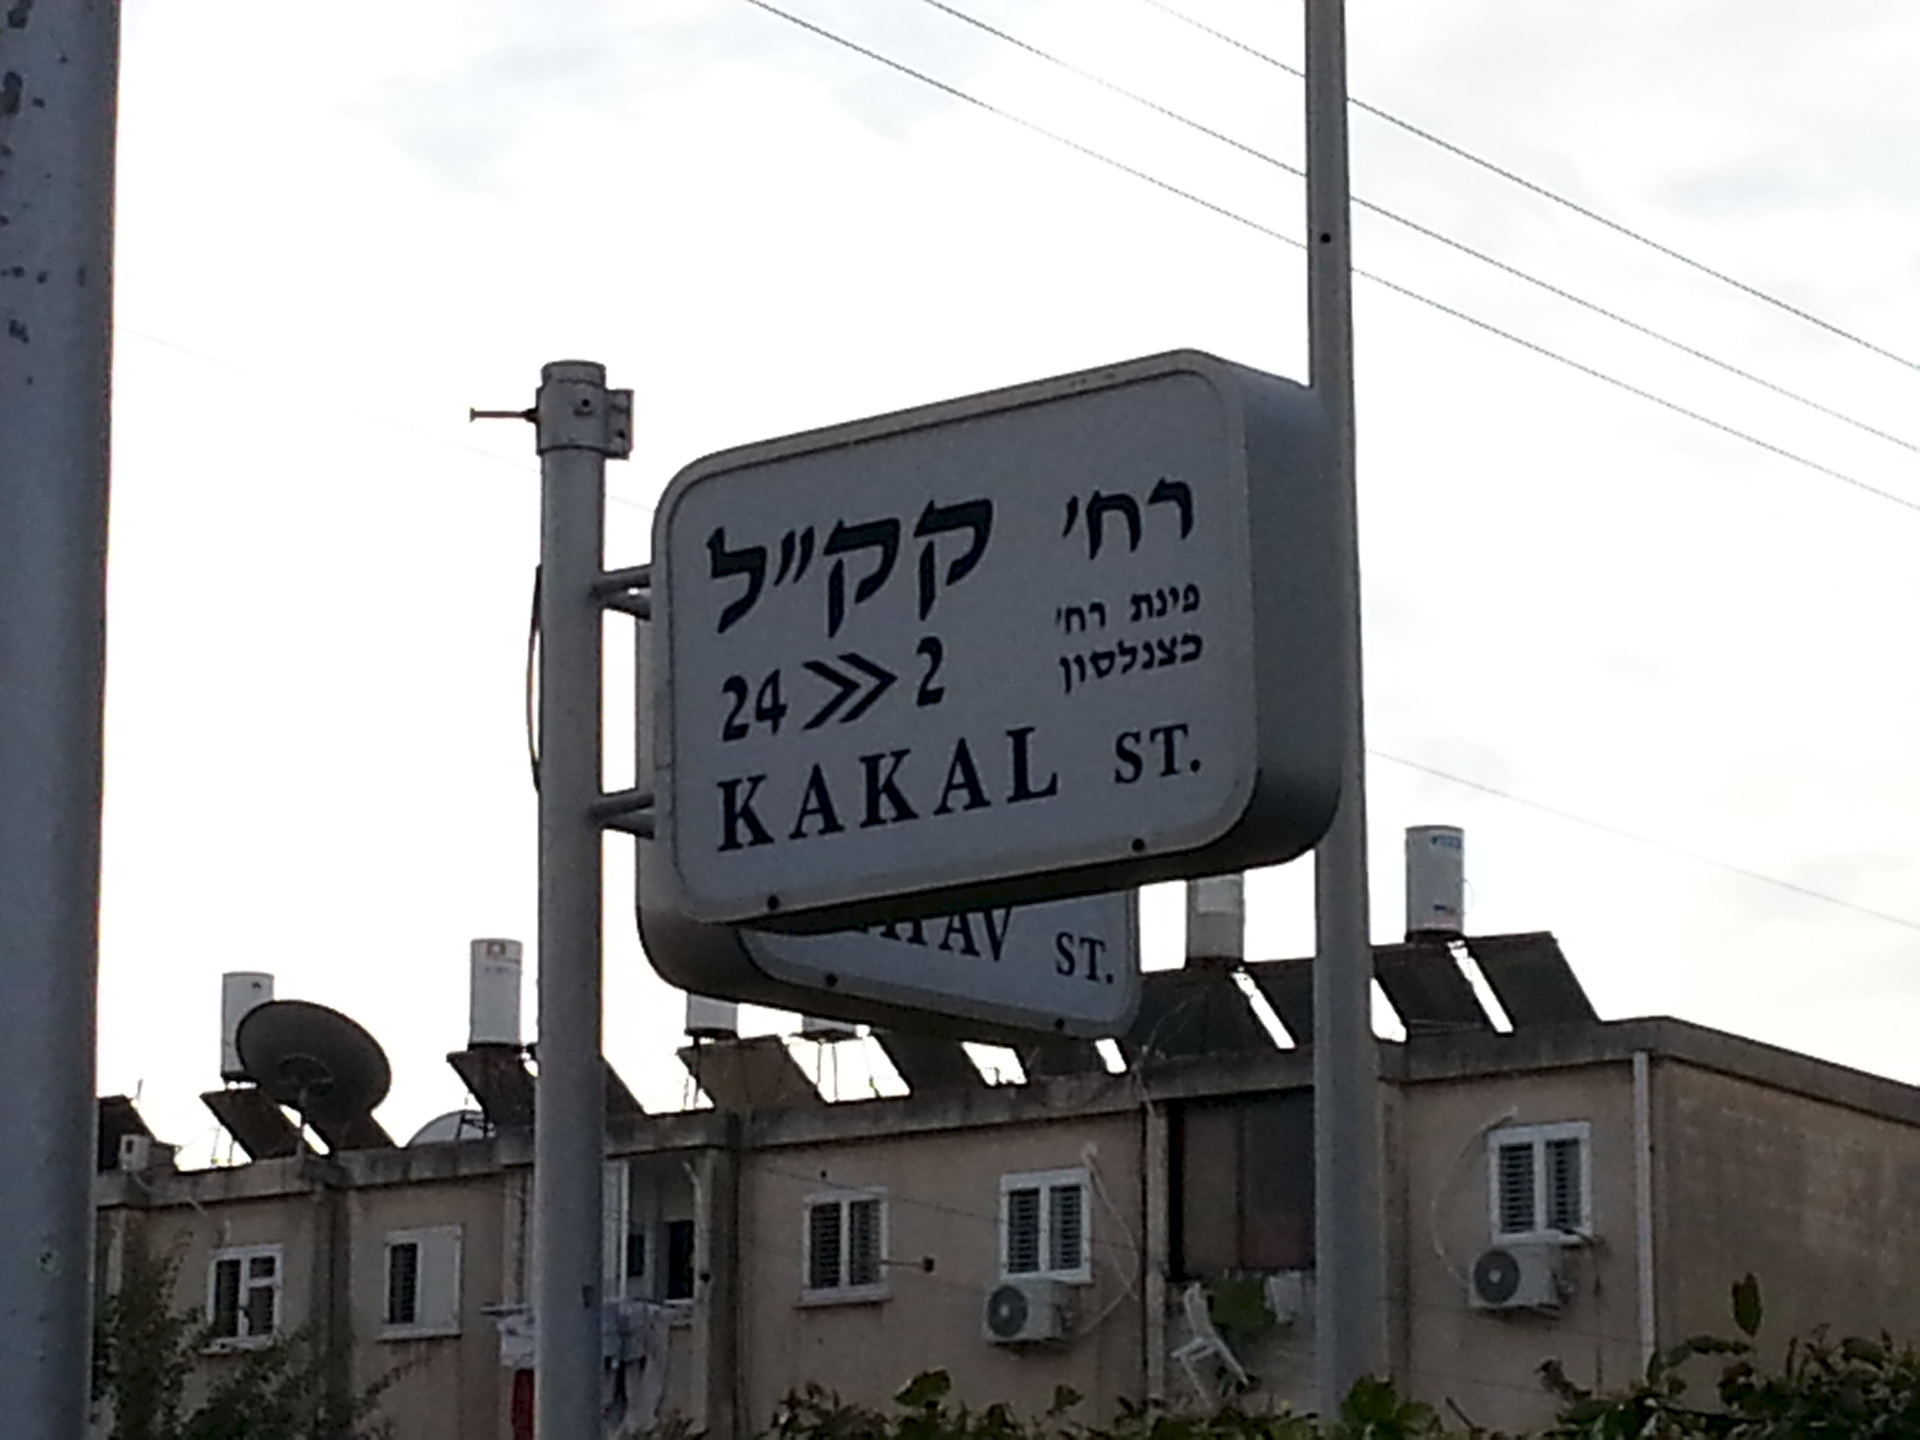 רח' קק"ל
פינת רח'
כצנלסון
24 >> 2
KAKAL ST.
ST.